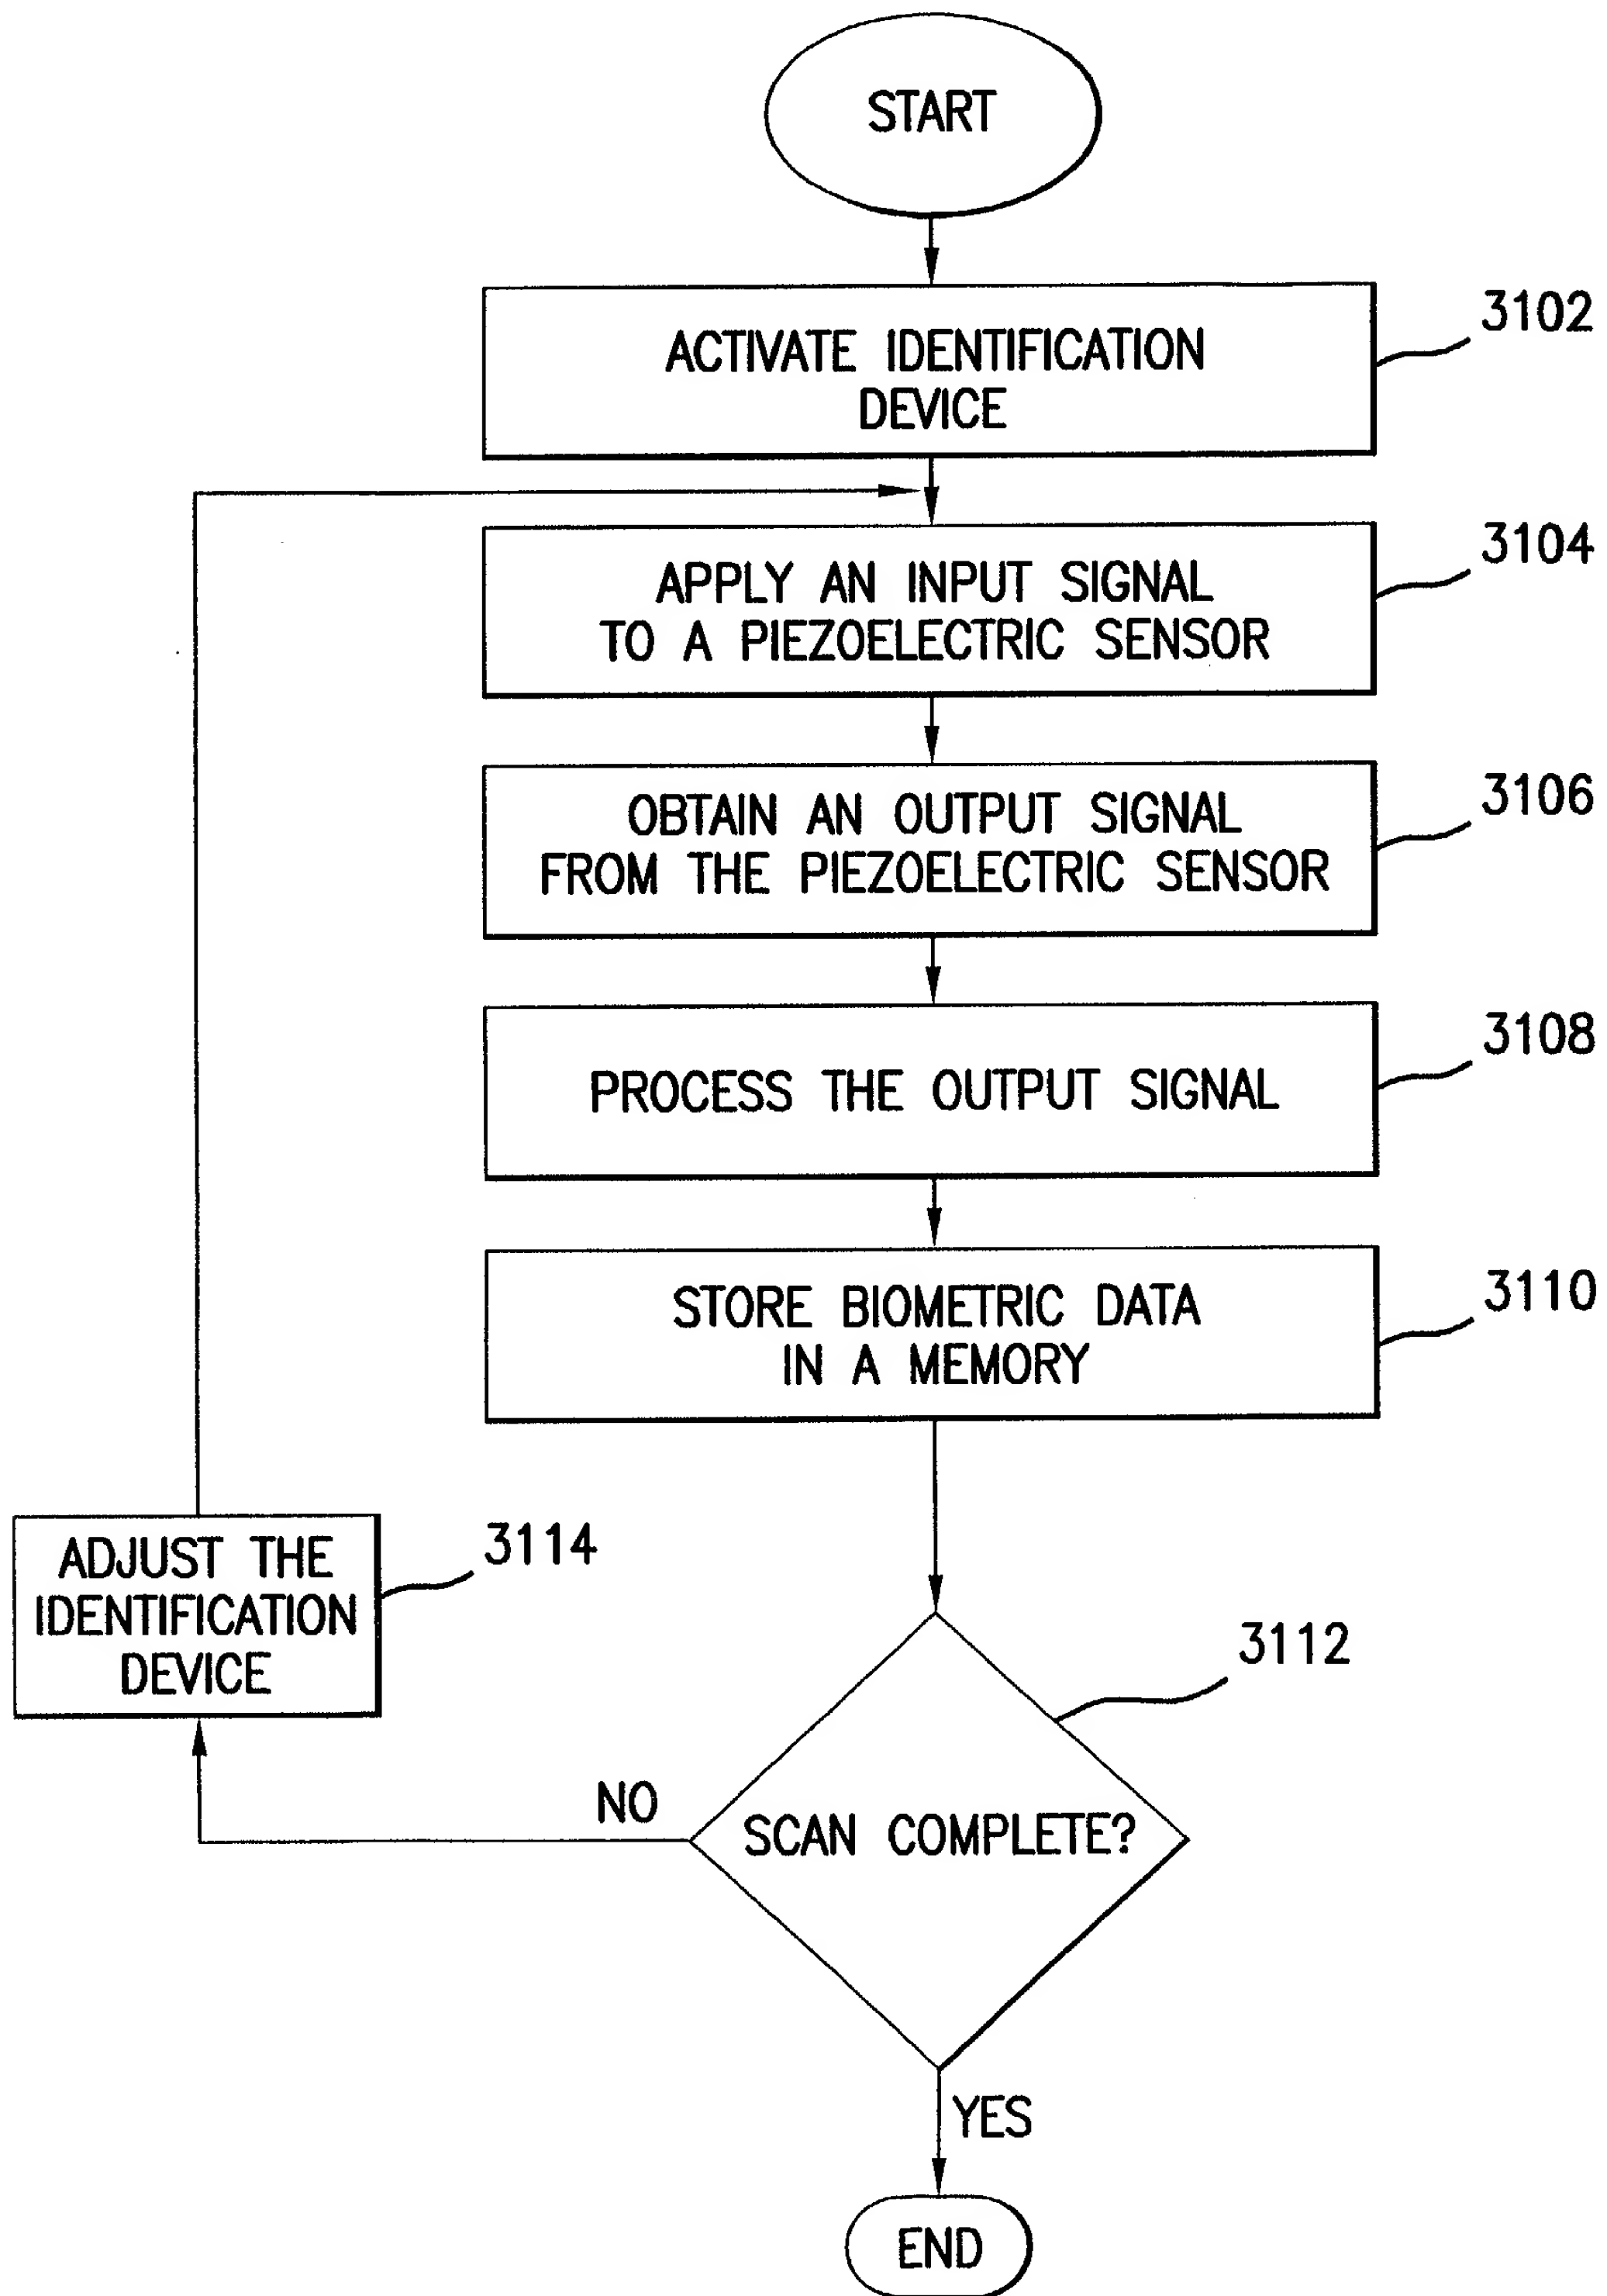 START
ACTIVATE IDENTIFICATION
DEVICE
3102
APPLY AN INPUT SIGNAL
TO A PIEZOELECTRIC SENSOR
3104
OBTAIN AN OUTPUT SIGNAL
FROM THE PIEZOELECTRIC SENSOR
3106
PROCESS THE OUTPUT SIGNAL
3108
STORE BIOMETRIC DATA
IN A MEMORY
3110
ADJUST THE
IDENTIFICATION
DEVICE
3114
3112
SCAN COMPLETE?
NO
YES
END